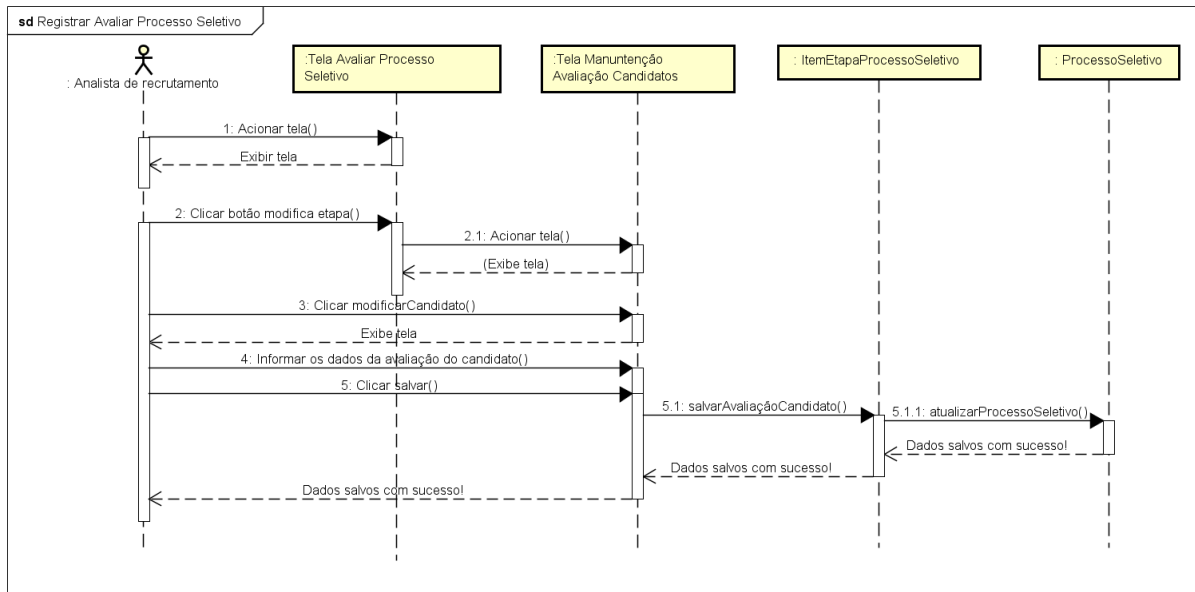 sd Registrar Avaliar Processo Seletivo
: Analista de recrutamento
:Tela Avaliar Processo
Seletivo
:Tela Manuntenção
Avaliação Candidatos
: ItemEtapaProcessoSeletivo
: ProcessoSeletivo
1: Acionar tela()
Exibir tela
2: Clicar botão modifica etapa()
2.1: Acionar tela()
(Exibe tela)
3: Clicar modificarCandidato()
Exibe tela
4: Informar os dados da avaliação do candidato()
5: Clicar salvar()
5.1: salvarAvaliaçãoCandidato()
5.1.1: atualizarProcessoSeletivo()
Dados salvos com sucesso!
Dados salvos com sucesso!
Dados salvos com sucesso!